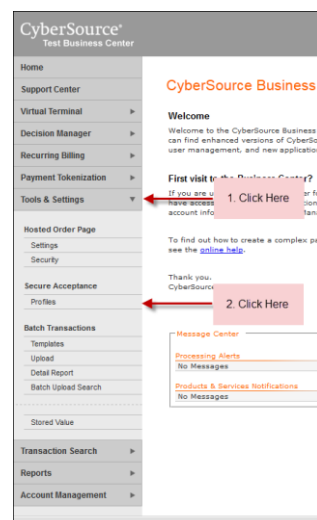 CyberSource®
Test Business Center
Home
Support Center
Virtual Terminal
Decision Manager
Recurring Billing
Payment Tokenization
Tools & Settings
Hosted Order Page
Settings
Security
Secure Acceptance
Profiles
Batch Transactions
Templates
Upload
Detail Report
Batch Upload Search
Stored Value
Transaction Search
Reports
Account Management
CyberSource Business
Welcome
Welcome to the CyberSource Business
can find enhanced versions of CyberSo
user management, and new applicatio
First visit to the Business Center?
If you are u
have access
account info
1. Click Here
To find out how to create a complex pa
see the online help.
Thank you.
CyberSource
2. Click Here
Message Center
Processing Alerts
No Messages
Products & Services Notifications
No Messages